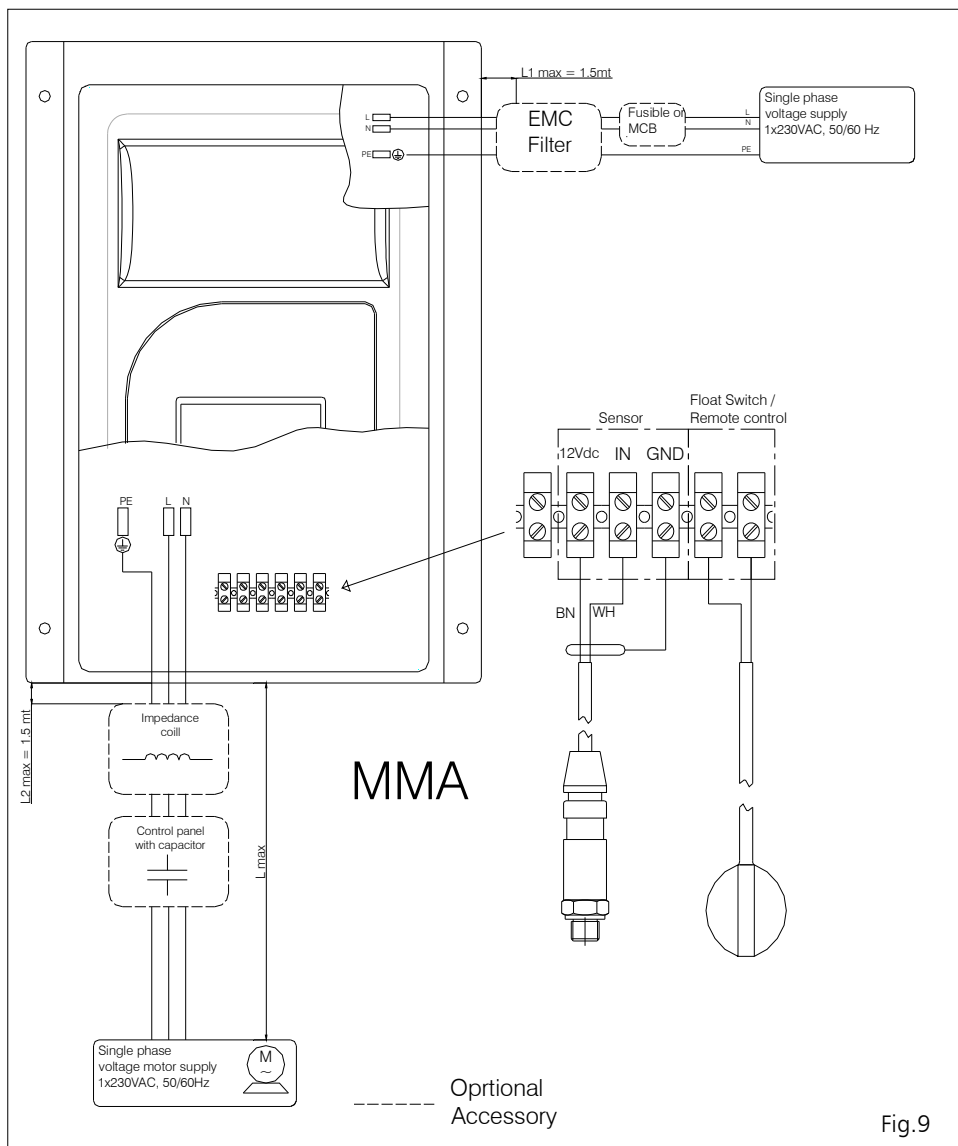 L1 max = 1.5mt
L
N
PE
EMC
Filter
Fusible or
MCB
L
N
PE
Single phase
voltage supply
1x230VAC, 50/60 Hz
Float Switch /
Remote control
Sensor
12Vdc IN GND
PE L N
BN WH
L2 max = 1.5 mt
Impedance
coill
MMA
Control panel
with capacitor
L max
Single phase
voltage motor supply
1x230VAC, 50/60Hz
M
~
Oprtional
Accessory
Fig.9